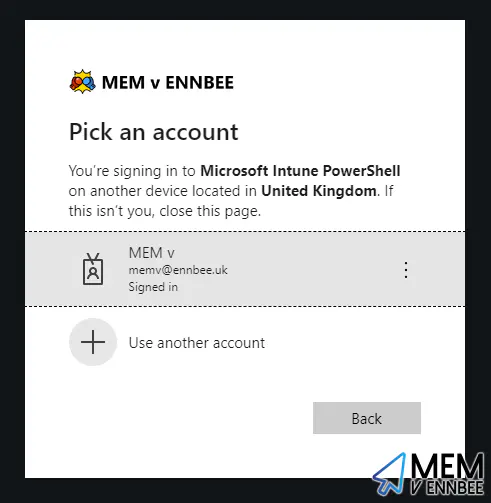 MEM v ENNBEE
Pick an account
You're signing in to Microsoft Intune PowerShell
on another device located in United Kingdom. If
this isn't you, close this page.
MEM v
memv@ennbee.uk
Signed in
Use another account
Back
MEM
V ENNBEE